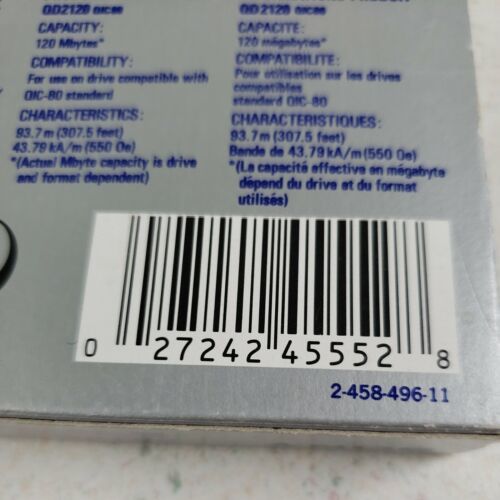 QD2120
CAPACITY:
120 Mbytes*
COMPATIBILITY:
For use on drive compatible with
QIC-80 standard
CHARACTERISTICS:
93.7 m (307.5 feet)
43.79 kA/m (550 Oe)
*(Actual Mbyte capacity is drive
and format dependent)
QD2120
CAPACITÉ:
120 mégabytes*
COMPATIBILITE:
Pour utilisation sur les drives
compatibles
standard QIC-80
CHARACTÉRISTIQUES:
93.7 m (307.5 feet)
Bande de 43.79 kA/m (550 Oe)
*(La capacité effective en mégabyte
dépend du drive et du format
utilisés)
0 27242 45552 8
2-458-496-11